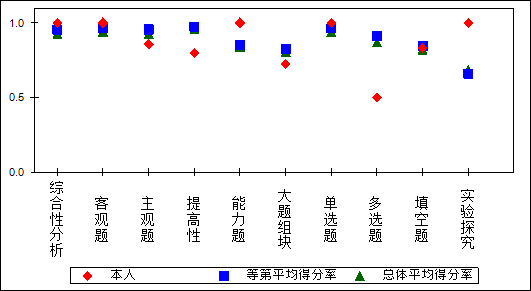 1.0
0.5
0.0
综合性分析
客观题
主观题
提高性
能力题
大题组块
单选题
多选题
填空题
实验探究
本人 等第平均得分率 总体平均得分率